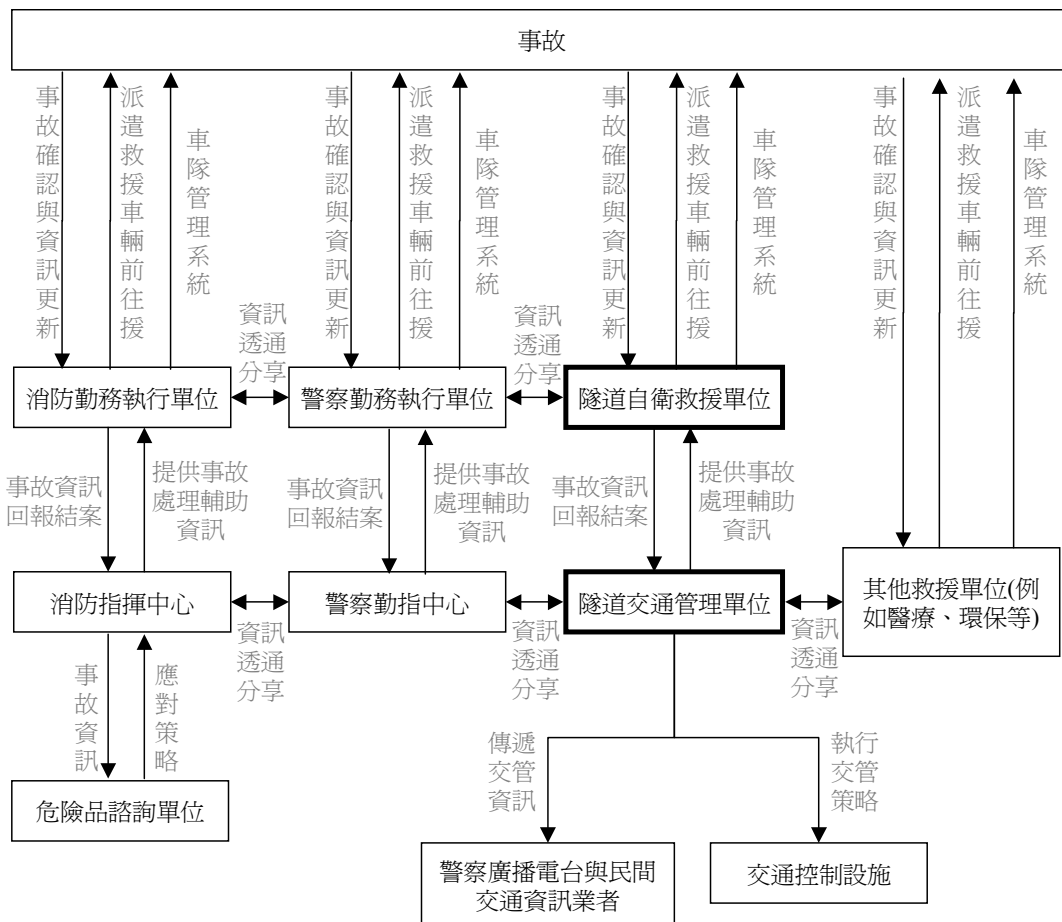 事故
事故確認與資訊更新
派遣救援車輛前往援
車隊管理系統
事故確認與資訊更新
派遣救援車輛前往援
車隊管理系統
事故確認與資訊更新
派遣救援車輛前往援
車隊管理系統
事故確認與資訊更新
派遣救援車輛前往援
車隊管理系統
資訊
透通
分享
資訊
透通
分享
消防勤務執行單位
警察勤務執行單位
隧道自衛救援單位
事故資訊
回報結案
提供事故
處理輔助
資訊
事故資訊
回報結案
提供事故
處理輔助
資訊
事故資訊
回報結案
提供事故
處理輔助
資訊
消防指揮中心
警察勤指中心
隧道交通管理單位
其他救援單位(例
如醫療、環保等)
資訊
透通
分享
資訊
透通
分享
資訊
透通
分享
事故資訊
應對策略
傳遞
交管
資訊
執行
交管
策略
危險品諮詢單位
警察廣播電台與民間
交通資訊業者
交通控制設施